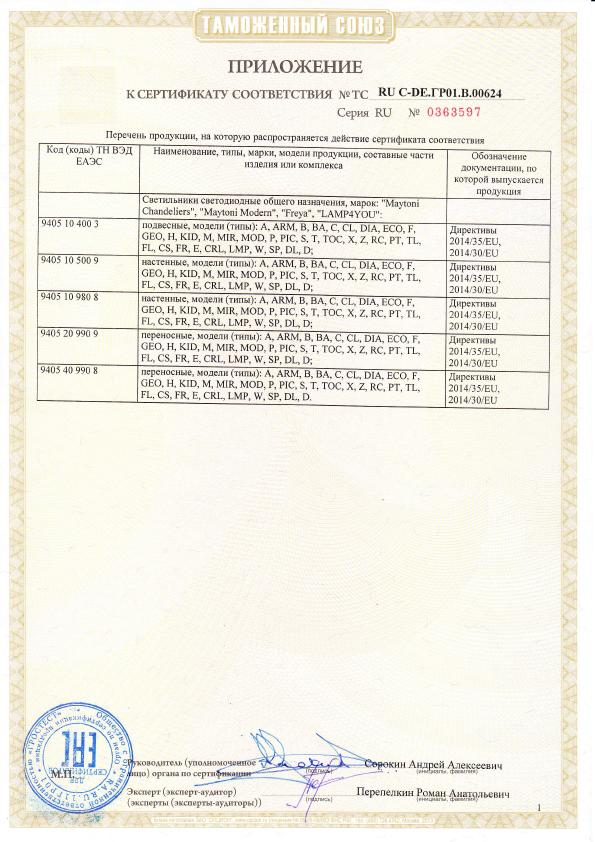 ТАМОЖЕННЫЙ СОЮЗ
ПРИЛОЖЕНИЕ
К СЕРТИФИКАТУ СООТВЕТСТВИЯ № ТС RU C-DE.ГР01.В.00624
Серия RU № 0363597
Перечень продукции, на которую распространяется действие сертификата соответствия
Код (коды) ТН ВЭД
ЕАЭС
Наименование, типы, марки, модели продукции, составные части
изделия или комплекса
Обозначение
документации, по
которой выпускается
продукция
Светильники светодиодные общего назначения, марок: "Maytoni
Chandeliers", "Maytoni Modern", "Freya", "LAMP4YOU":
9405 10 400 3
подвесные, модели (типы): A, ARM, B, BA, C, CL, DIA, ECO, F,
GEO, H, KID, M, MIR, MOD, P, PIC, S, T, TOC, X, Z, RC, PT, TL,
FL, CS, FR, E, CRL, LMP, W, SP, DL, D;
Директивы
2014/35/EU,
2014/30/EU
9405 10 500 9
настенные, модели (типы): A, ARM, B, BA, C, CL, DIA, ECO, F,
GEO, H, KID, M, MIR, MOD, P, PIC, S, T, TOC, X, Z, RC, PT, TL,
FL, CS, FR, E, CRL, LMP, W, SP, DL, D;
Директивы
2014/35/EU,
2014/30/EU
9405 10 980 8
настенные, модели (типы): A, ARM, B, BA, C, CL, DIA, ECO, F,
GEO, H, KID, M, MIR, MOD, P, PIC, S, T, TOC, X, Z, RC, PT, TL,
FL, CS, FR, E, CRL, LMP, W, SP, DL, D;
Директивы
2014/35/EU,
2014/30/EU
9405 20 990 9
переносные, модели (типы): A, ARM, B, BA, C, CL, DIA, ECO, F,
GEO, H, KID, M, MIR, MOD, P, PIC, S, T, TOC, X, Z, RC, PT, TL,
FL, CS, FR, E, CRL, LMP, W, SP, DL, D;
Директивы
2014/35/EU,
2014/30/EU
9405 40 990 8
переносные, модели (типы): A, ARM, B, BA, C, CL, DIA, ECO, F,
GEO, H, KID, M, MIR, MOD, P, PIC, S, T, TOC, X, Z, RC, PT, TL,
FL, CS, FR, E, CRL, LMP, W, SP, DL, D.
Директивы
2014/35/EU,
2014/30/EU
М.П.
Руководитель (уполномоченное
лицо) органа по сертификации
(подпись)
Сорокин Андрей Алексеевич
(инициалы, фамилия)
Эксперт (эксперт-аудитор)
(эксперты (эксперты-аудиторы))
(подпись)
Перепелкин Роман Анатольевич
(инициалы, фамилия)
1